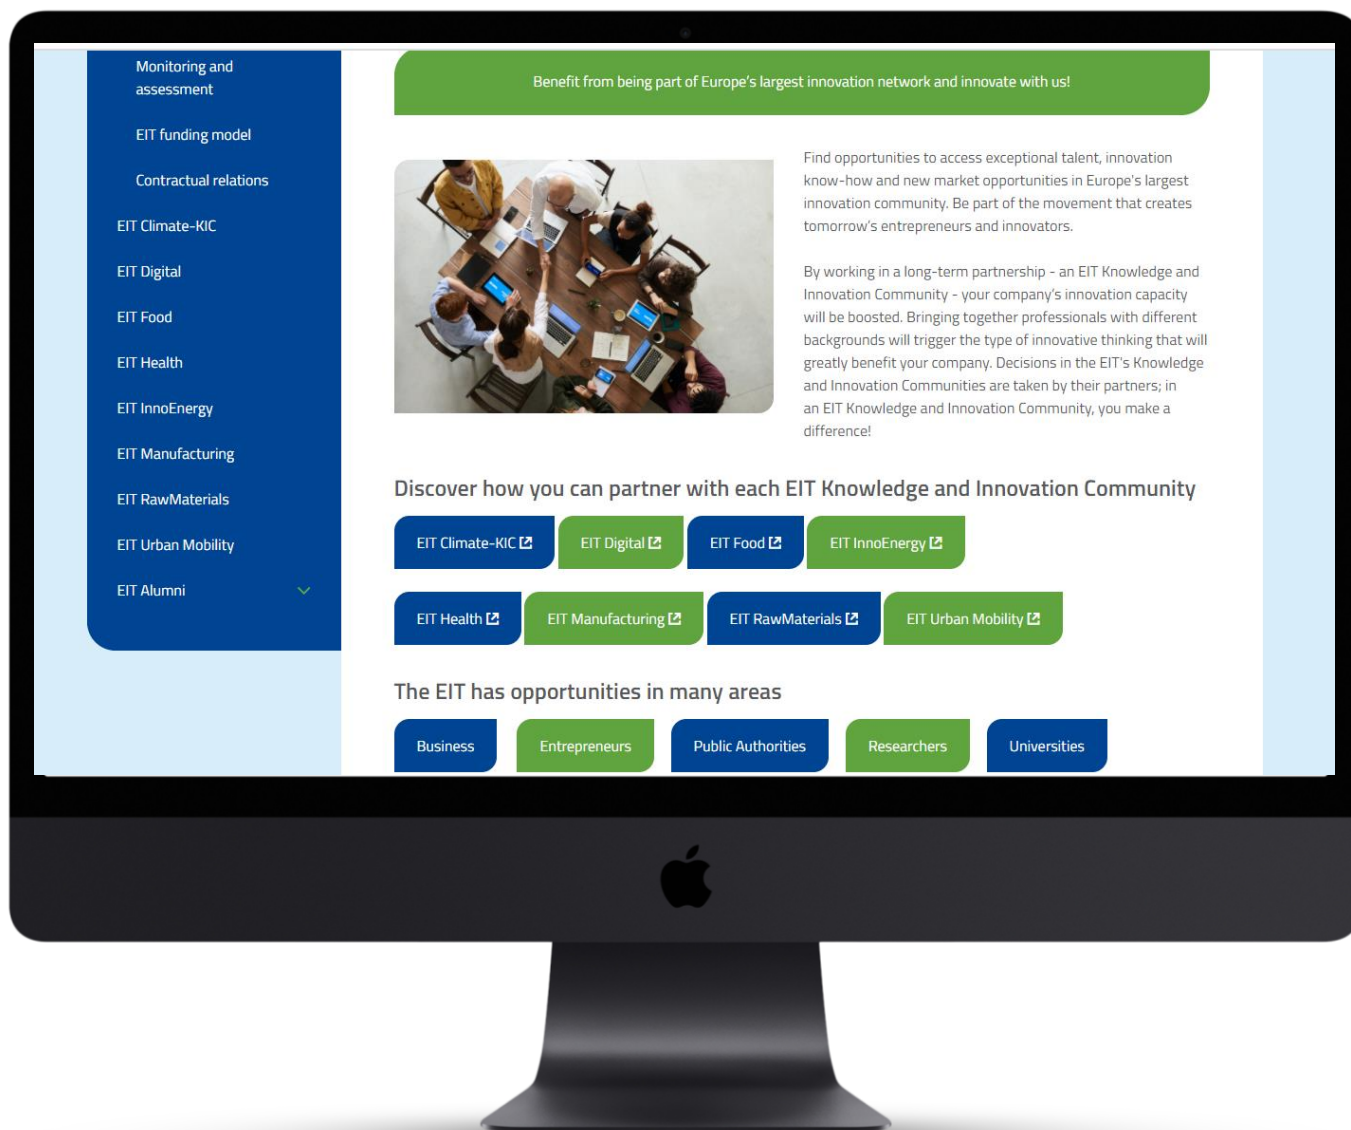 Monitoring and
assessment
EIT funding model
Contractual relations
EIT Climate-KIC
EIT Digital
EIT Food
EIT Health
EIT InnoEnergy
EIT Manufacturing
EIT RawMaterials
EIT Urban Mobility
EIT Alumni
Benefit from being part of Europe's largest innovation network and innovate with us!
Find opportunities to access exceptional talent, innovation
know-how and new market opportunities in Europe's largest
innovation community. Be part of the movement that creates
tomorrow's entrepreneurs and innovators.
By working in a long-term partnership - an EIT Knowledge and
Innovation Community - your company's innovation capacity
will be boosted. Bringing together professionals with different
backgrounds will trigger the type of innovative thinking that will
greatly benefit your company. Decisions in the EIT's Knowledge
and Innovation Communities are taken by their partners; in
an EIT Knowledge and Innovation Community, you make a
difference!
Discover how you can partner with each EIT Knowledge and Innovation Community
EIT Climate-KIC EIT Digital EIT Food EIT InnoEnergy
EIT Health EIT Manufacturing EIT RawMaterials EIT Urban Mobility
The EIT has opportunities in many areas
Business Entrepreneurs Public Authorities Researchers Universities